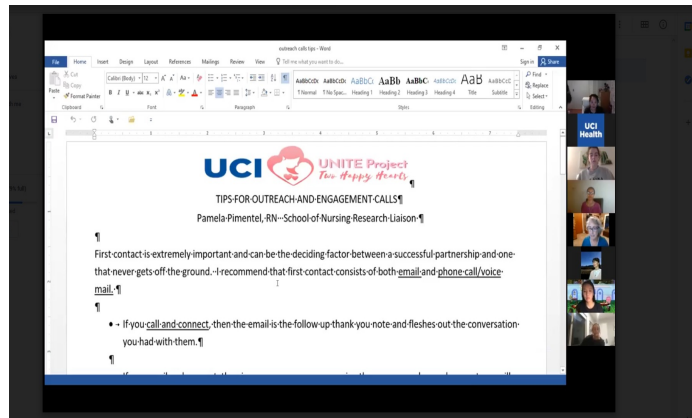 outreach calls tips - Word
File Home Insert Design Layout References Mailings Review View Tell me what you want to do... Sign in Share
Cut
Copy
Paste
Format Painter
Clipboard
Calibri (Body) 12
Font
Paragraph
AaBbCcDc AaBbCcDc AaBbCc AaBb AaBbC AaBbCcDc AaB AaBbCcC
¶ Normal ¶ No Spac... Heading 1 Heading 2 Heading 3 Heading 4 Title Subtitle
Styles
Find
Replace
Select
Editing
UCI UNITE Project
Two Happy Hearts ¶
TIPS·FOR·OUTREACH·AND·ENGAGEMENT·CALLS¶
Pamela·Pimentel,·RN··School·of·Nursing·Research·Liaison·¶
¶
First·contact·is·extremely·important·and·can·be·the·deciding·factor·between·a·successful·partnership·and·one·
that·never·gets·off·the·ground.··I·recommend·that·first·contact·consists·of·both·email·and·phone·call/voice·
mail.·¶
¶
•→If·you·call·and·connect,·then·the·email·is·the·follow·up·thank·you·note·and·fleshes·out·the·conversation·
you·had·with·them.¶
¶
UCI
Health